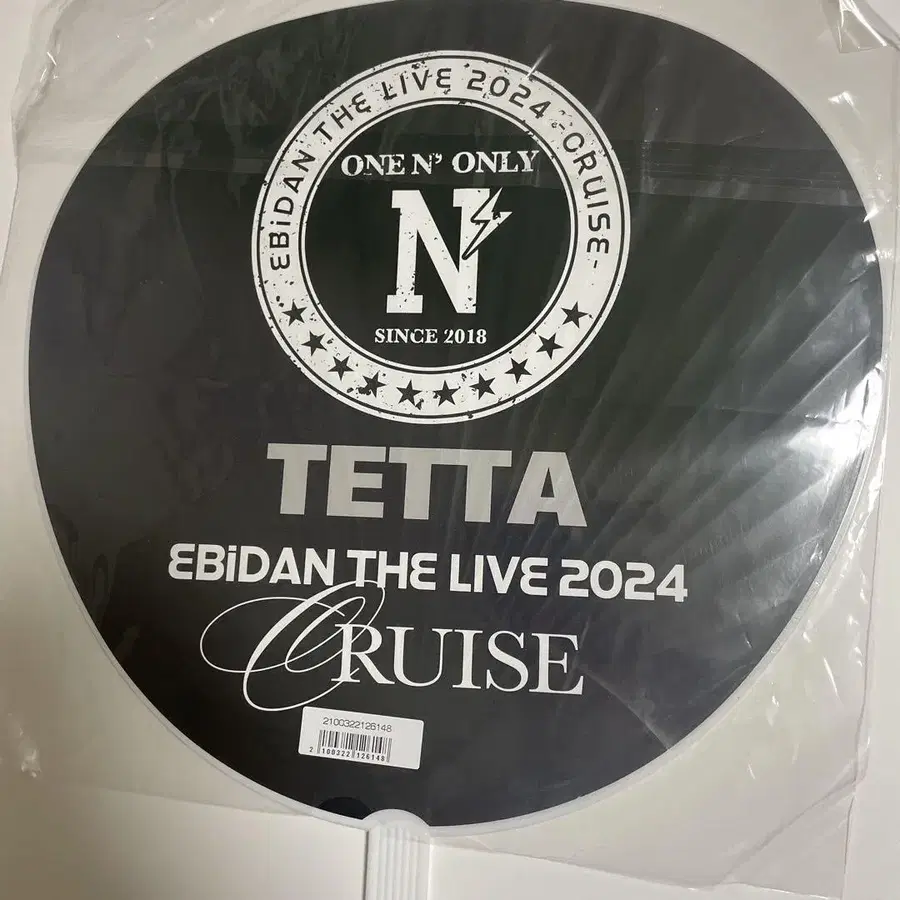 EBiDAN THE LIVE 2024 -CRUISE-
ONE N' ONLY
N
SINCE 2018
TETTA
EBiDAN THE LIVE 2024
CRUISE
2100322126148
2 100322 126148